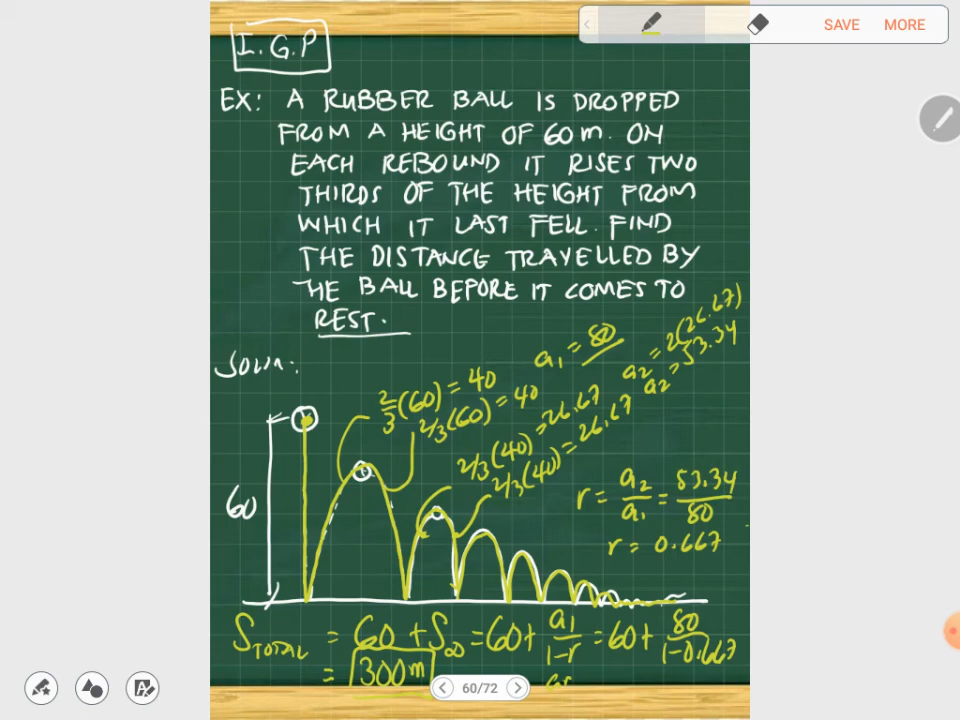 SAVE MORE
I. G. P
EX: A RUBBER BALL IS DROPPED
FROM A HEIGHT OF 60 m. ON
EACH REBOUND IT RISES TWO
THIRDS OF THE HEIGHT FROM
WHICH IT LAST FELL. FIND
THE DISTANCE TRAVELLED BY
THE BALL BEFORE IT COMES TO
REST.
SOLN:
a1 = 80
a2 = 2(26.67)
a2 = 53.34
2/3(60) = 40
2/3(60) = 40
2/3(40) = 26.67
2/3(40) = 26.67
60
r = a2/a1 = 53.34/80
r = 0.667
STOTAL = 60 + S∞ = 60 + a1/1-r = 60 + 80/1-0.667
= 300m
60/72